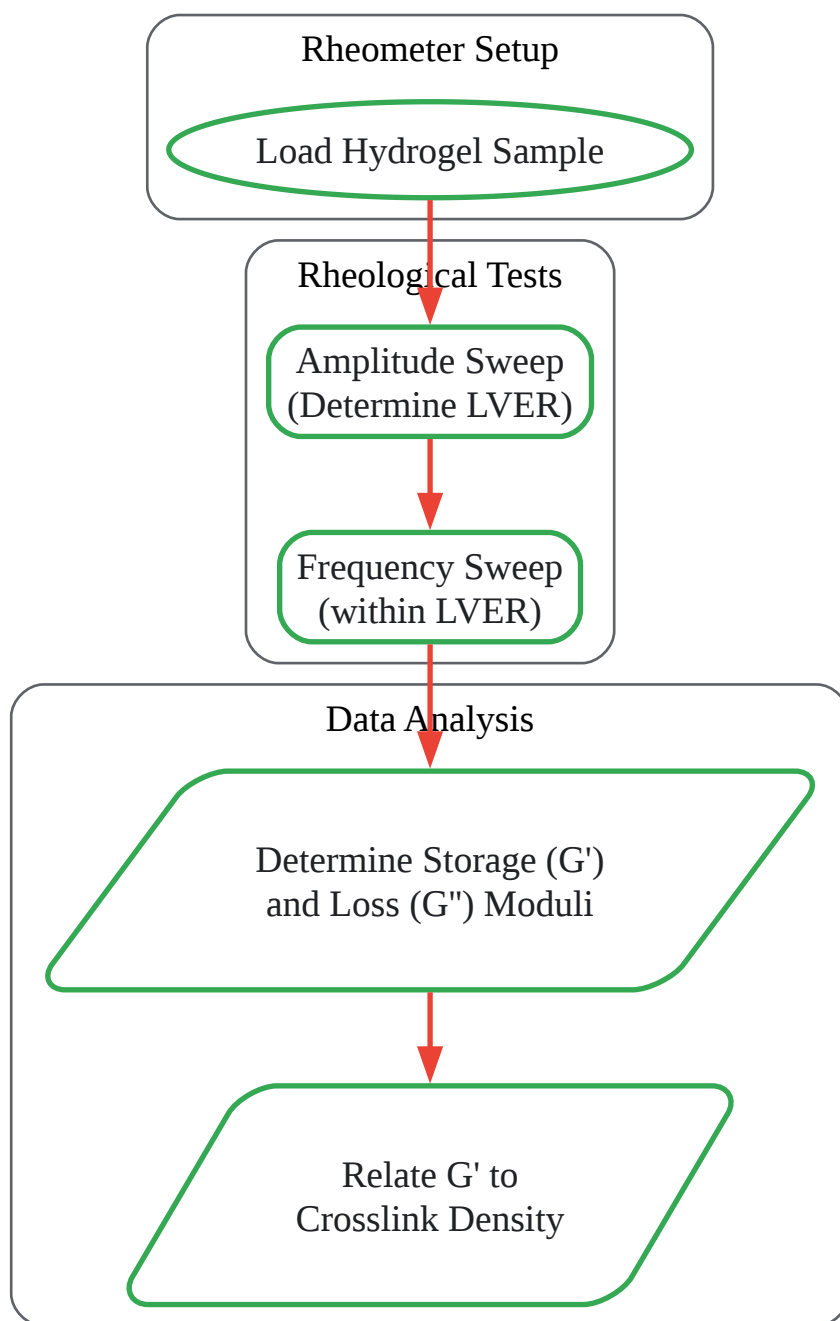 Rheometer Setup
Load Hydrogel Sample
Rheological Tests
Amplitude Sweep
(Determine LVER)
Frequency Sweep
(within LVER)
Data Analysis
Determine Storage (G')
and Loss (G'') Moduli
Relate G' to
Crosslink Density